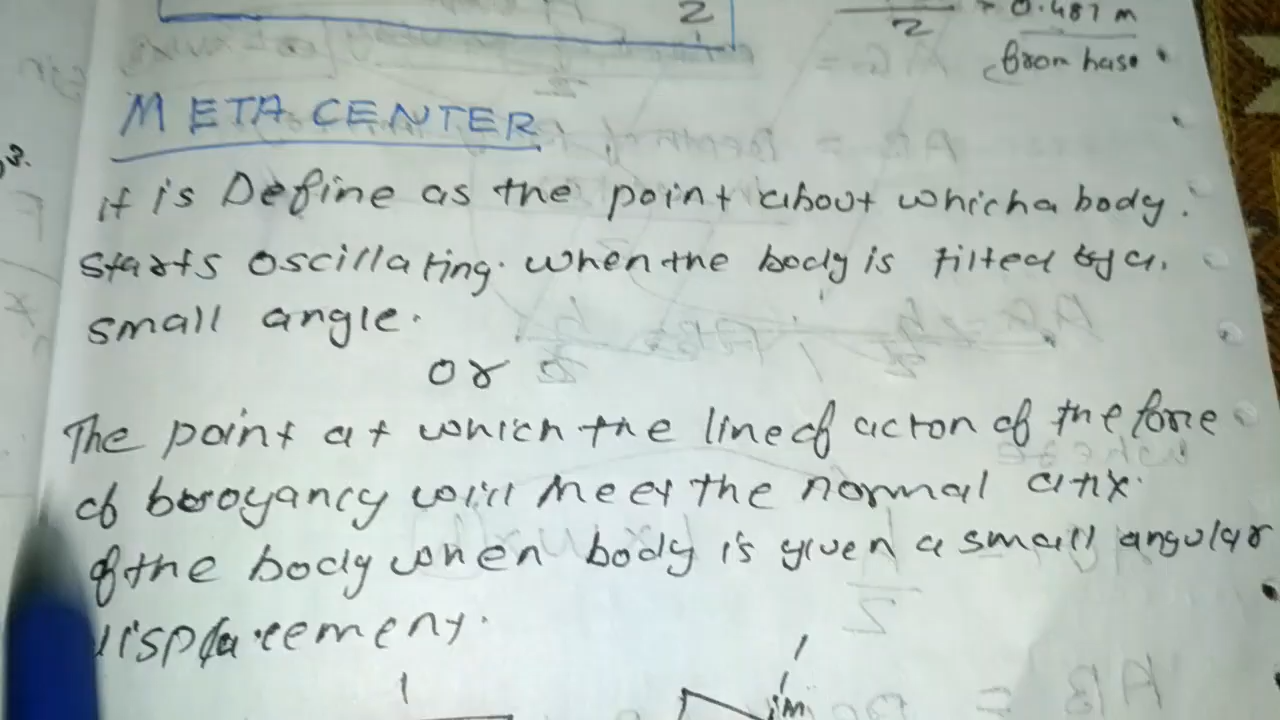 2
2
0.487 m
from base
META CENTER
it is Define as the point about which a body.
starts oscillating. when the body is tilted by a.
small angle.
or
The point at which the line of acton of the force
of buoyancy will meet the normal
of the body when body is given a small angular
displacement.
M